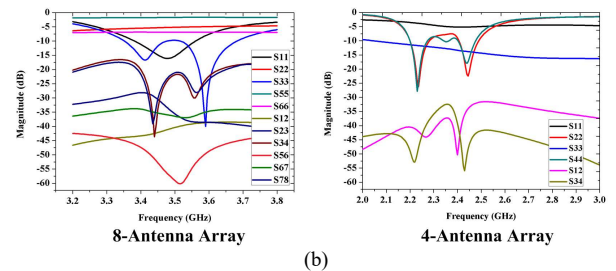 0
-5
-10
-15
-20
-25
-30
-35
-40
-45
-50
-55
-60
Magnitude (dB)
S11
S22
S33
S55
S66
S12
S23
S34
S56
S67
S78
3.2 3.3 3.4 3.5 3.6 3.7 3.8
Frequency (GHz)
8-Antenna Array
0
-5
-10
-15
-20
-25
-30
-35
-40
-45
-50
-55
-60
Magnitude (dB)
S11
S22
S33
S44
S12
S34
2.0 2.1 2.2 2.3 2.4 2.5 2.6 2.7 2.8 2.9 3.0
Frequency (GHz)
4-Antenna Array
(b)